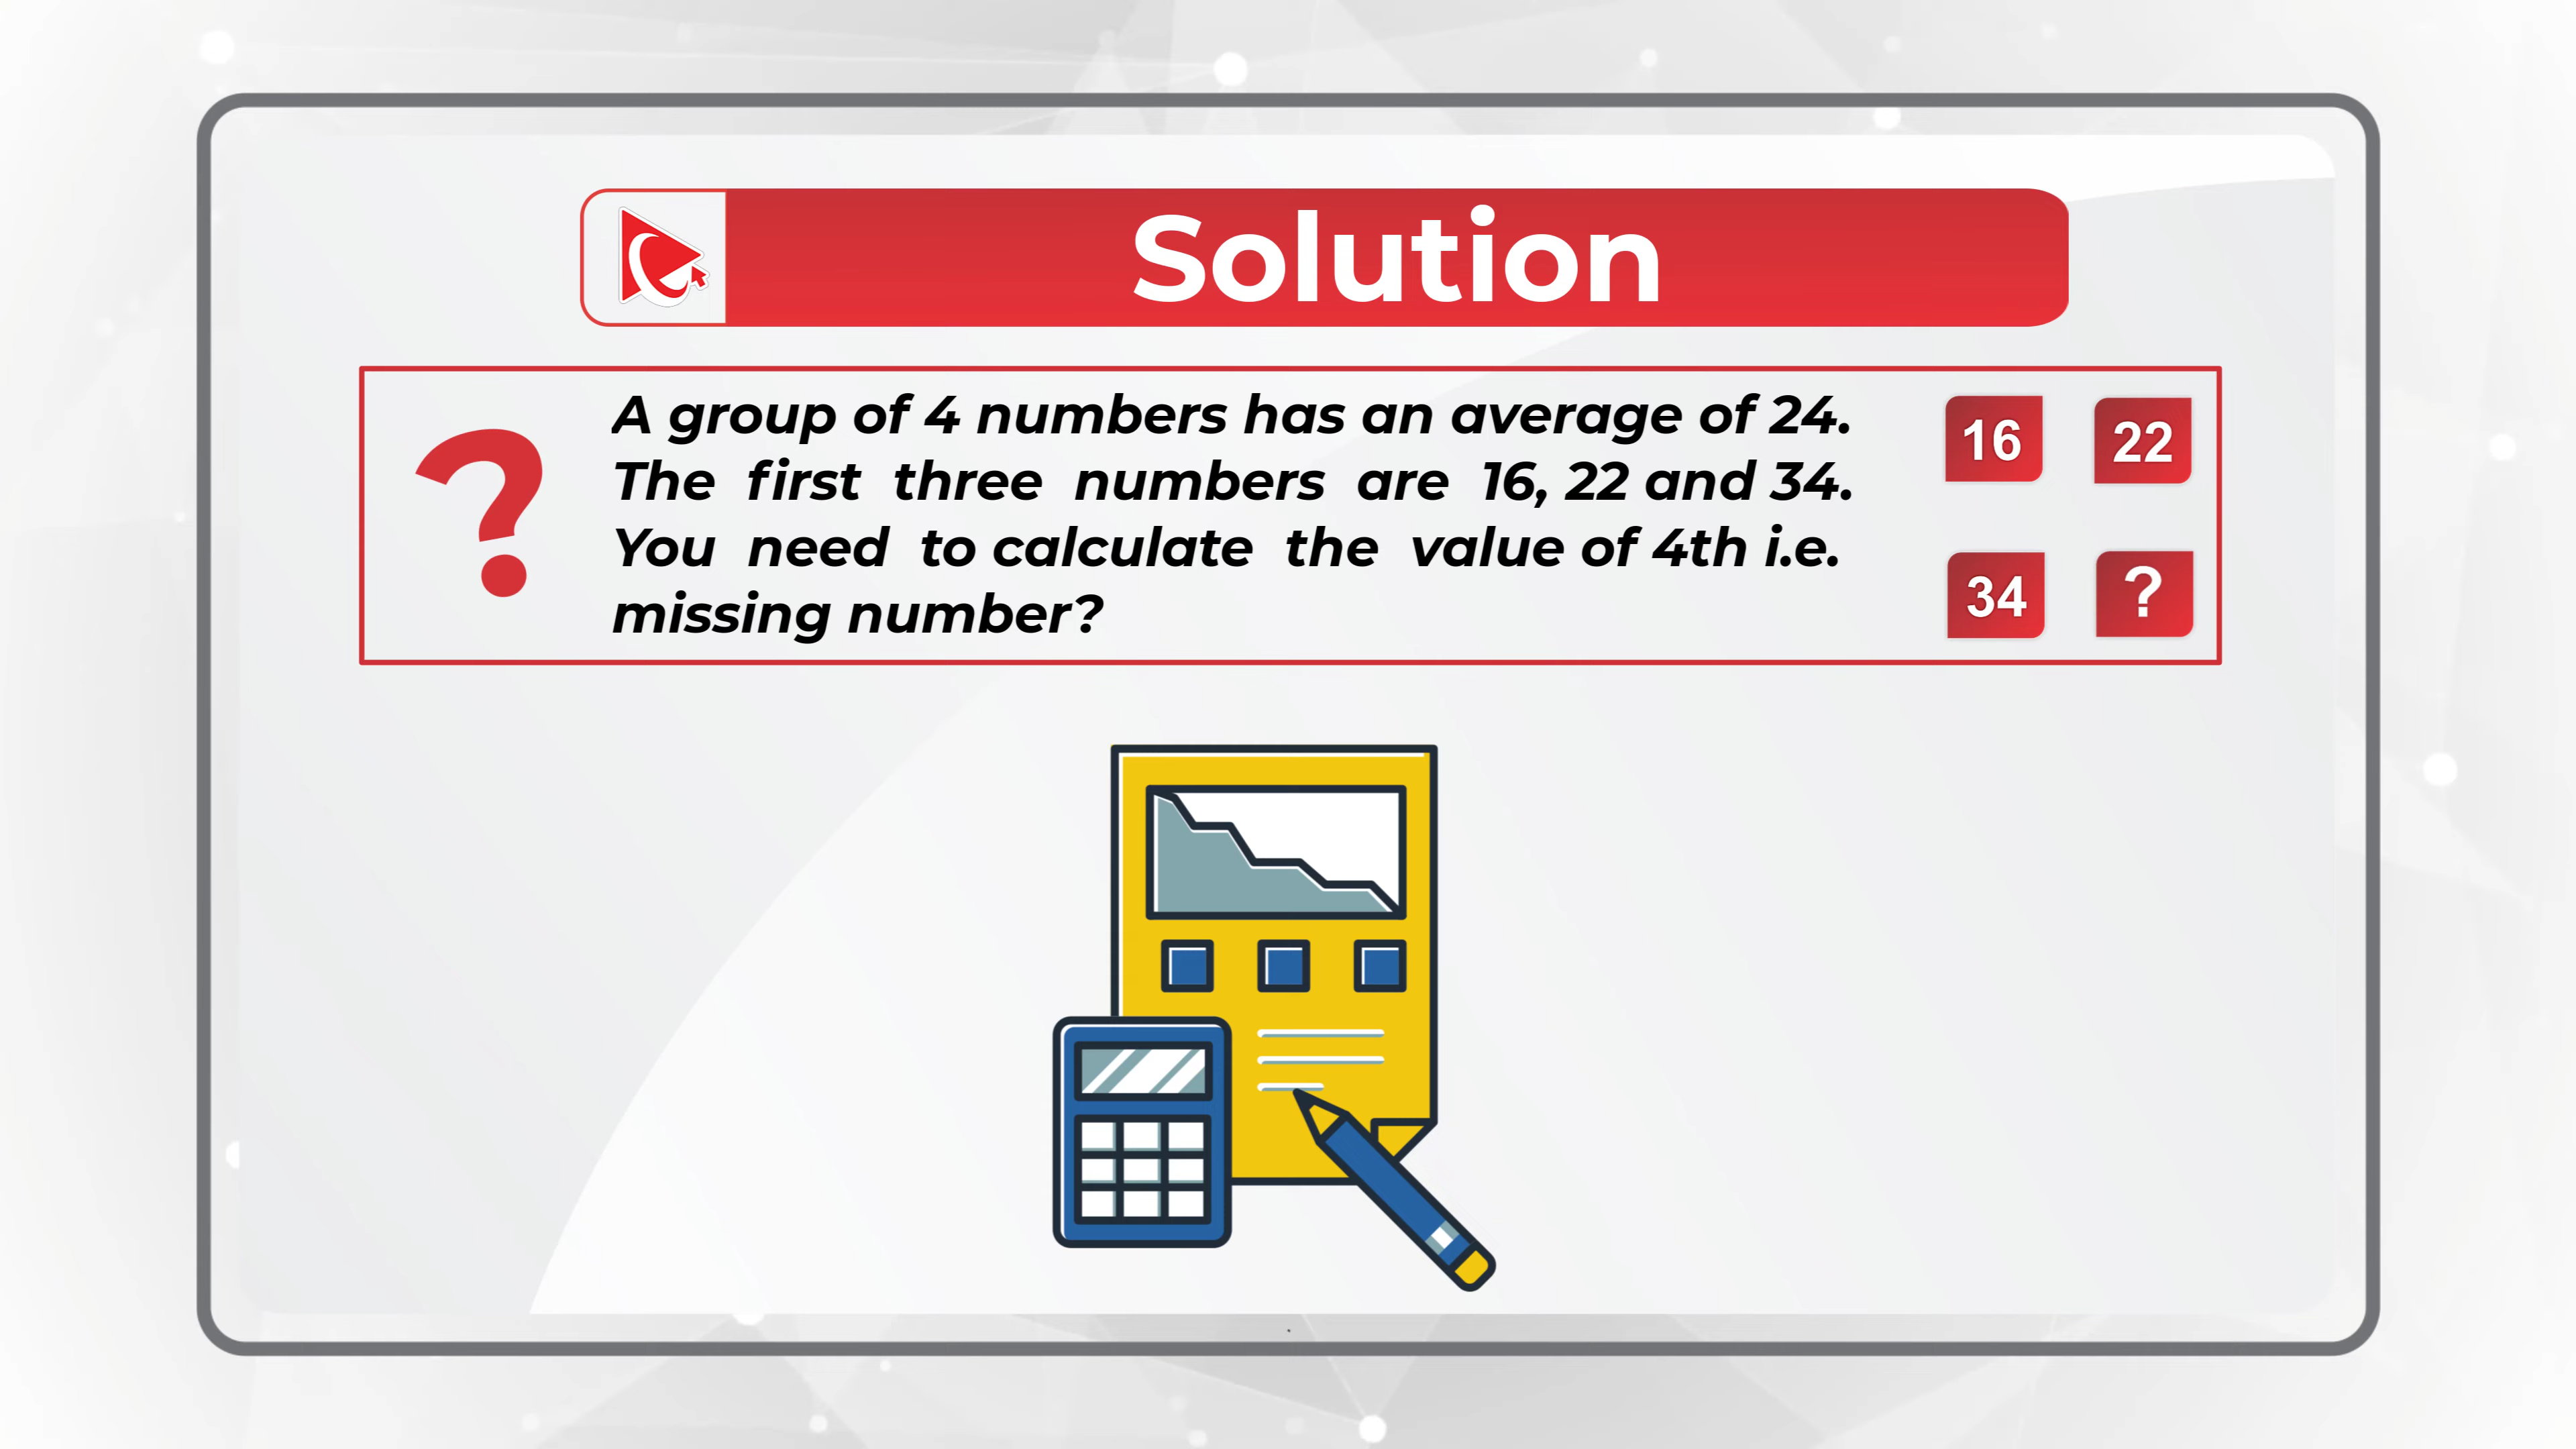 Solution
?
A group of 4 numbers has an average of 24.
The first three numbers are 16, 22 and 34.
You need to calculate the value of 4th i.e.
missing number?
16 22
34 ?